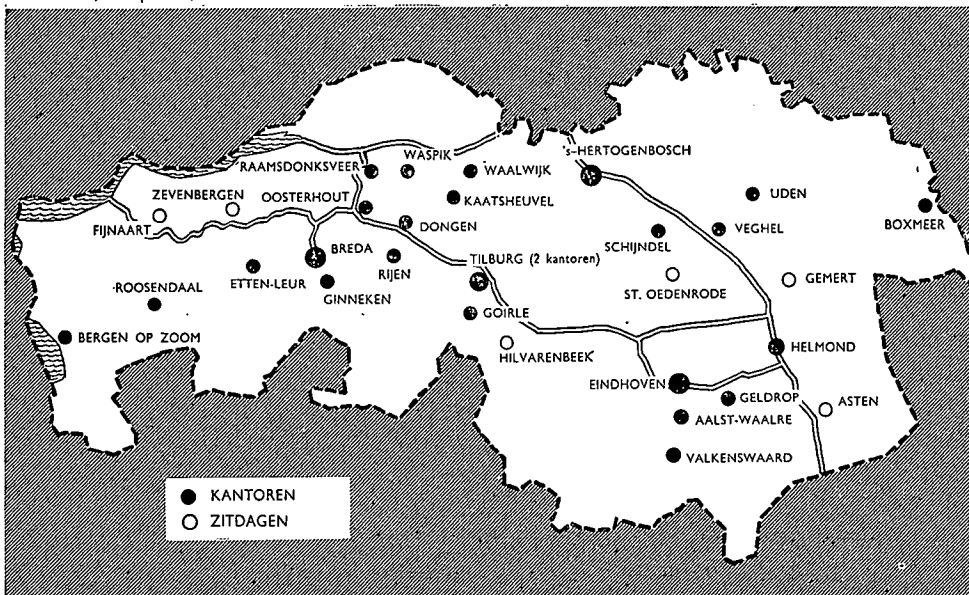 WASPIK
's-HERTOGENBOSCH
RAAMSDONKSVEER
WAALWIJK
ZEVENBERGEN
OOSTERHOUT
KAATSHEUVEL
UDEN
BOXMEER
FIJNAART
DONGEN
VEGHEL
SCHIJNDEL
BREDA
TILBURG (2 kantoren)
RIJEN
ETTEN-LEUR
GINNEKEN
ST. OEDENRODE
GEMERT
ROOSENDAAL
GOIRLE
BERGEN OP ZOOM
HILVARENBEEK
HELMOND
EINDHOVEN
GELDROP
ASTEN
AALST-WAALRE
VALKENSWAARD
KANTOREN
ZITDAGEN